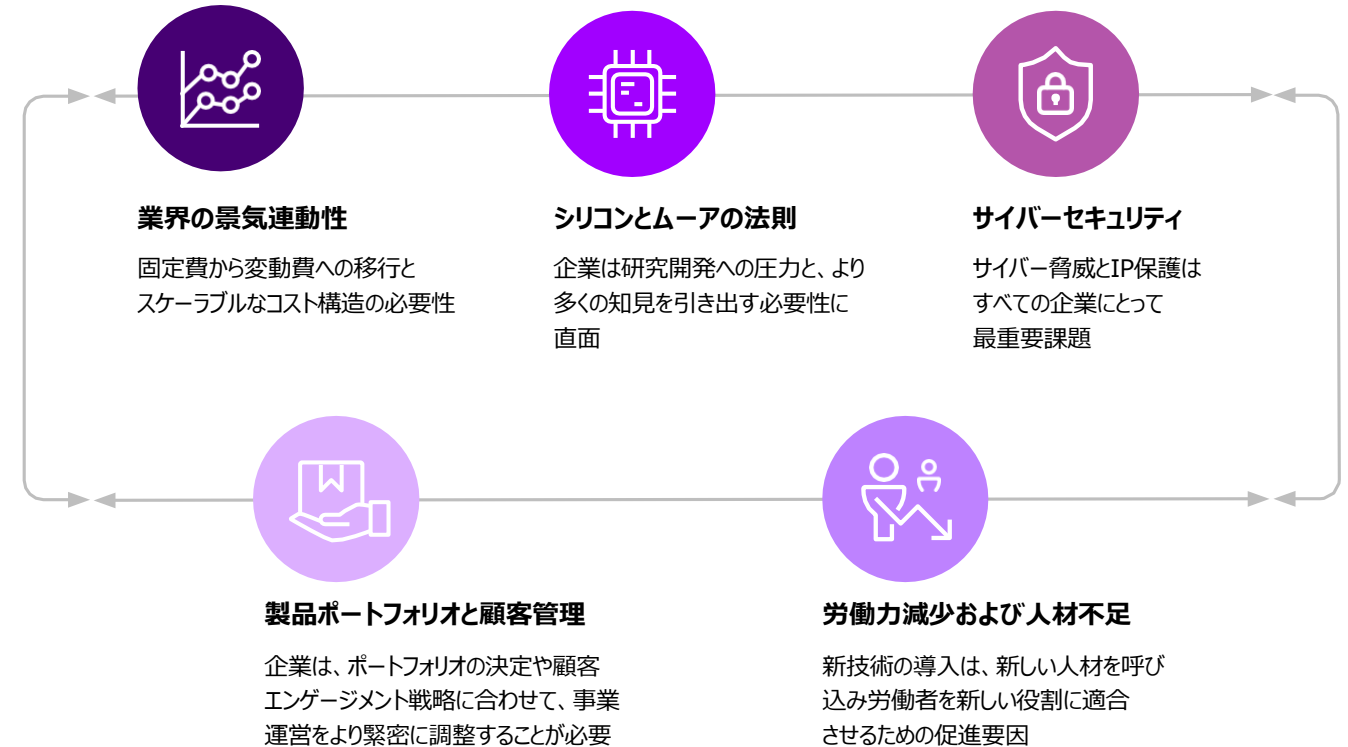 業界の景気連動性
固定費から変動費への移行と
スケーラブルなコスト構造の必要性
シリコンとムーアの法則
企業は研究開発への圧力と、より
多くの知見を引き出す必要性に
直面
サイバーセキュリティ
サイバー脅威とIP保護は
すべての企業にとって
最重要課題
製品ポートフォリオと顧客管理
企業は、ポートフォリオの決定や顧客
エンゲージメント戦略に合わせて、事業
運営をより緊密に調整することが必要
労働力減少および人材不足
新技術の導入は、新しい人材を呼び
込み労働者を新しい役割に適合
させるための促進要因